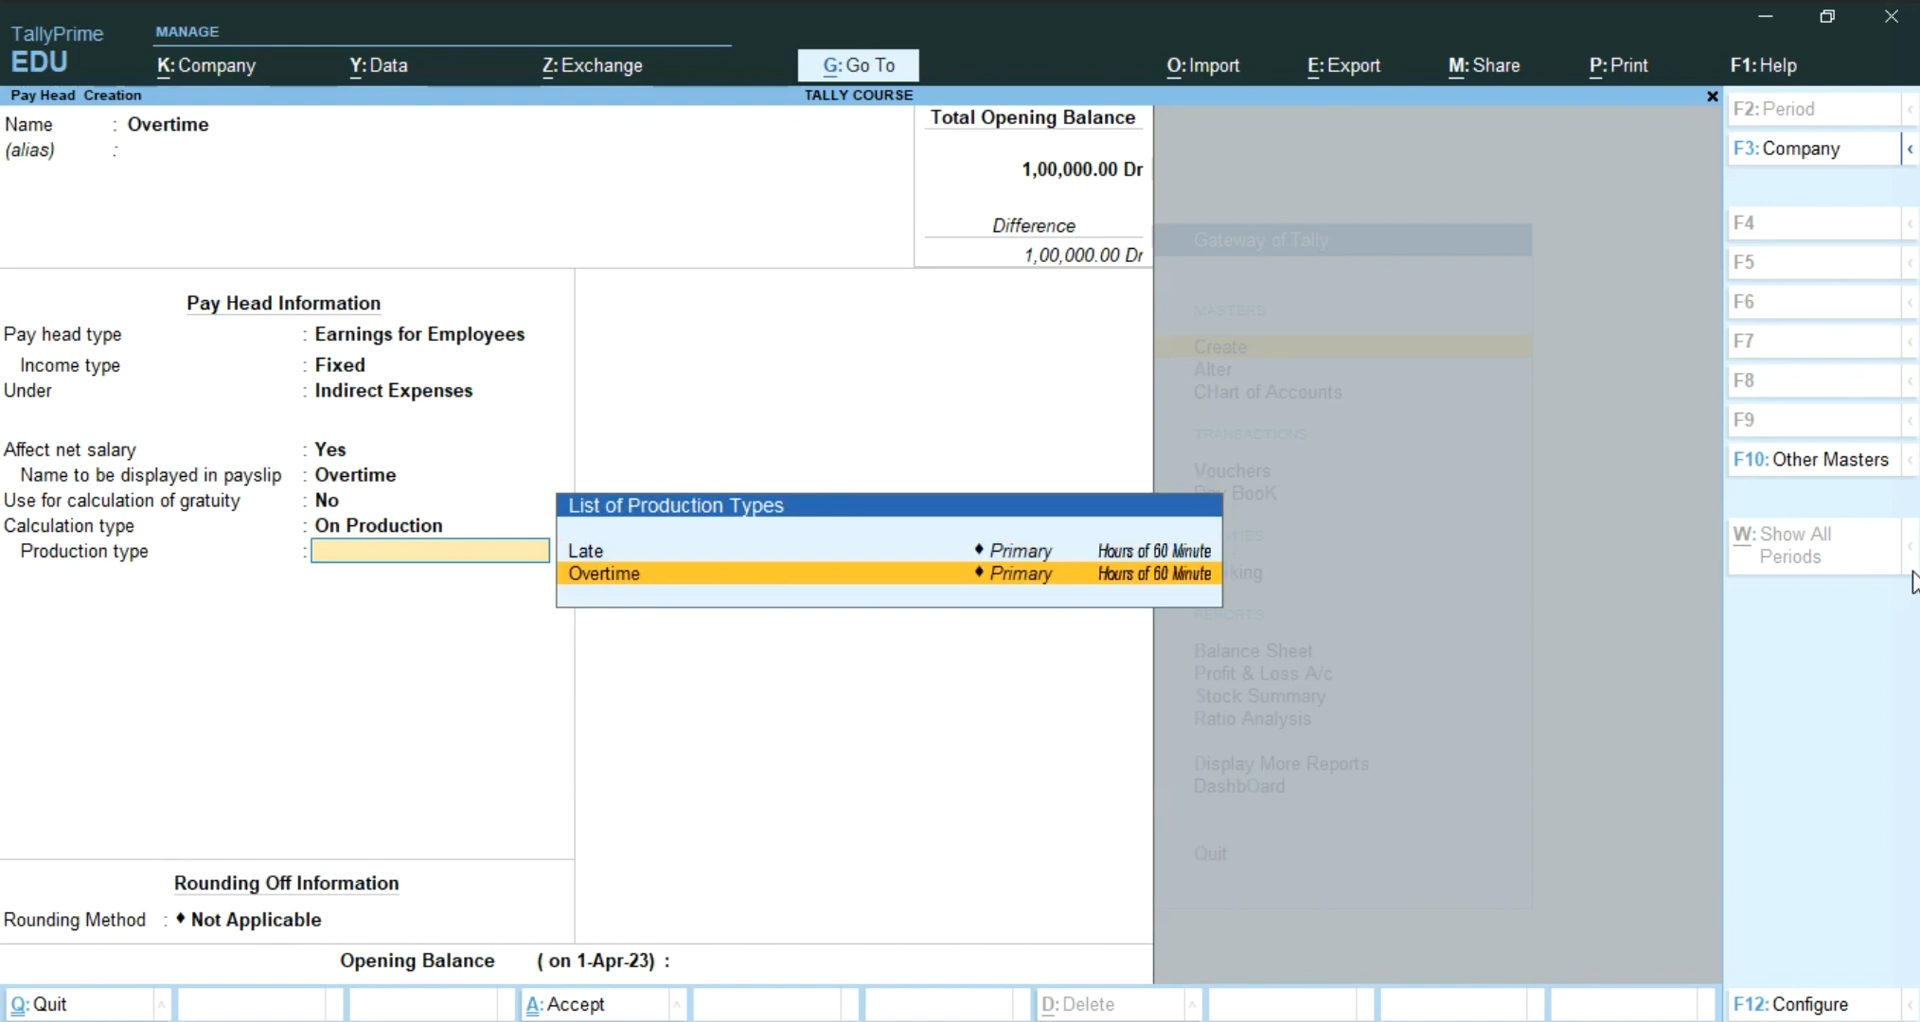 TallyPrime
EDU
MANAGE
K: Company
Y: Data
Z: Exchange
G: Go To
O: Import
E: Export
M: Share
P: Print
F1: Help
Pay Head Creation
TALLY COURSE
Name : Overtime
(alias) :
Total Opening Balance
1,00,000.00 Dr
Difference
1,00,000.00 Dr
Pay Head Information
Pay head type : Earnings for Employees
Income type : Fixed
Under : Indirect Expenses
Affect net salary : Yes
Name to be displayed in payslip : Overtime
Use for calculation of gratuity : No
Calculation type : On Production
Production type :
List of Production Types
Late ♦ Primary Hours of 60 Minute
Overtime ♦ Primary Hours of 60 Minute
Rounding Off Information
Rounding Method : ♦ Not Applicable
Opening Balance ( on 1-Apr-23) :
Gateway of Tally
MASTERS
Create
Alter
CHart of Accounts
TRANSACTIONS
Vouchers
Day BooK
REPORTS
Balance Sheet
Profit & Loss A/c
Stock Summary
Ratio Analysis
Display More Reports
DashbOard
Quit
F2: Period
F3: Company
F4
F5
F6
F7
F8
F9
F10: Other Masters
W: Show All
Periods
Q: Quit
A: Accept
D: Delete
F12: Configure